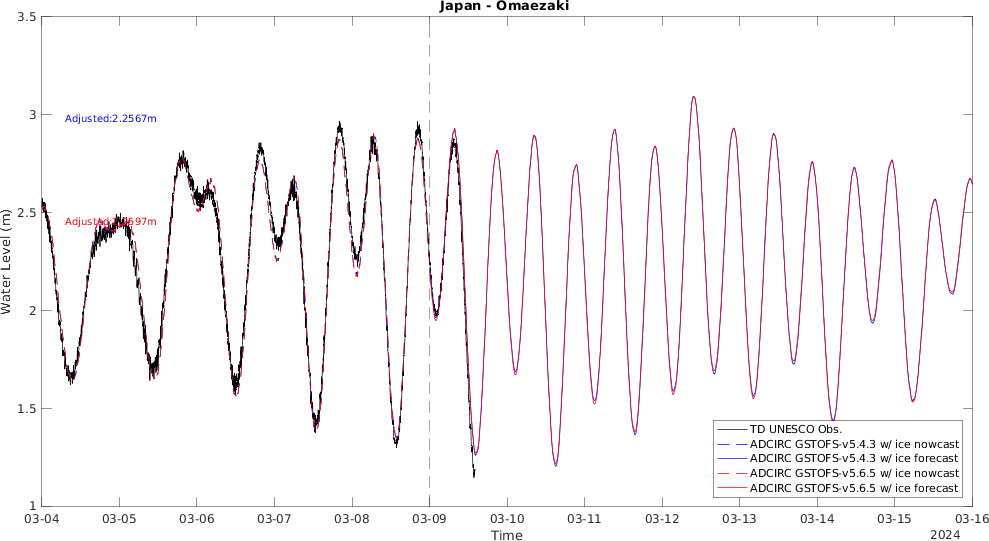 Japan - Omaezaki
3.5
3
2.5
2
1.5
1
Water Level (m)
Adjusted:2.2567m
03-04
03-05
03-06
03-07
03-08
03-09
03-10
03-11
03-12
03-13
03-14
03-15
03-16
Time
2024
TD UNESCO Obs.
ADCIRC GSTOFS-v5.4.3 w/ ice nowcast
ADCIRC GSTOFS-v5.4.3 w/ ice forecast
ADCIRC GSTOFS-v5.6.5 w/ ice nowcast
ADCIRC GSTOFS-v5.6.5 w/ ice forecast